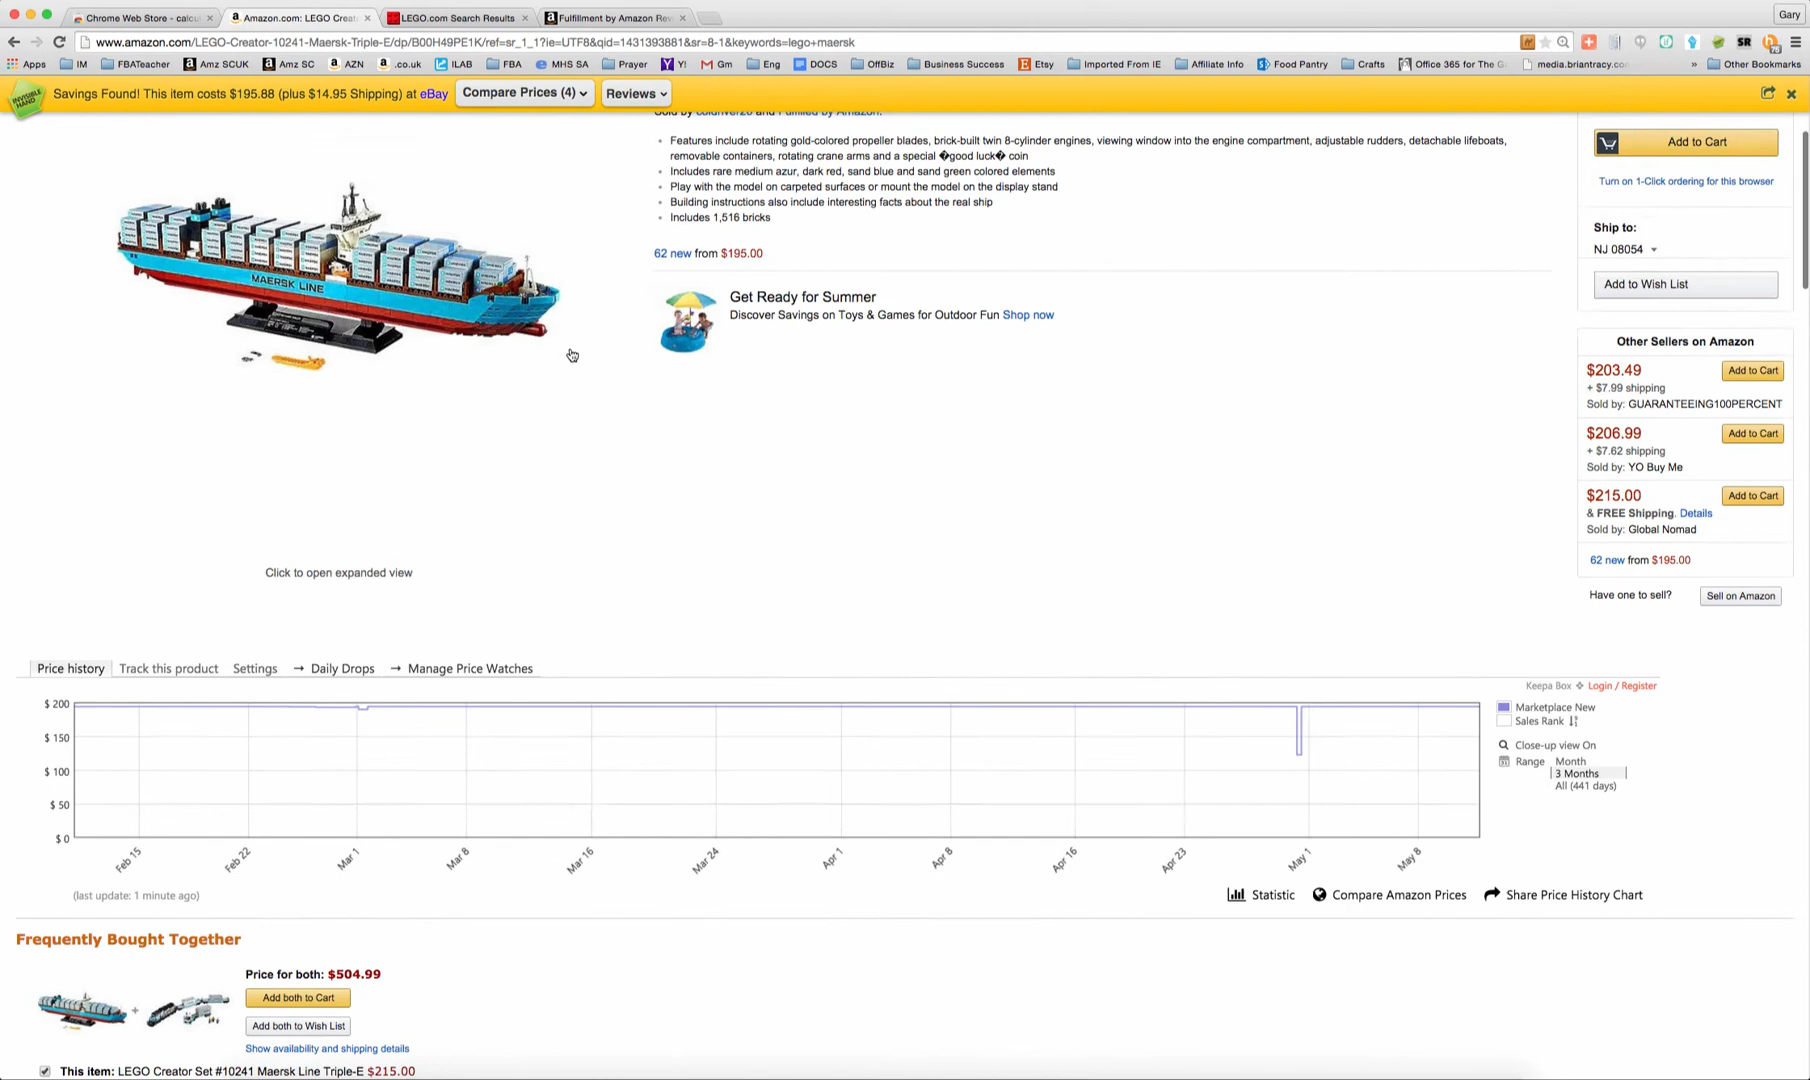 Chrome Web Store - calcu
Amazon.com: LEGO Creat
LEGO.com Search Results
Fulfillment by Amazon Rev
Gary
www.amazon.com/LEGO-Creator-10241-Maersk-Triple-E/dp/B00H49PE1K/ref=sr_1_1?ie=UTF8&qid=1431393881&sr=8-1&keywords=lego+maersk
Apps IM FBATeacher Amz SCUK Amz SC AZN .co.uk ILAB FBA MHS SA Prayer Y! Gm Eng DOCS OffBiz Business Success Etsy Imported From IE Affiliate Info Food Pantry Crafts Office 365 for The G media.briantracy.co » Other Bookmarks
INVISIBLE HAND
Savings Found! This item costs $195.88 (plus $14.95 Shipping) at eBay
Compare Prices (4)
Reviews
Sold by coldriver20 and Fulfilled by Amazon.
• Features include rotating gold-colored propeller blades, brick-built twin 8-cylinder engines, viewing window into the engine compartment, adjustable rudders, detachable lifeboats,
removable containers, rotating crane arms and a special �good luck� coin
• Includes rare medium azur, dark red, sand blue and sand green colored elements
• Play with the model on carpeted surfaces or mount the model on the display stand
• Building instructions also include interesting facts about the real ship
• Includes 1,516 bricks
62 new from $195.00
Get Ready for Summer
Discover Savings on Toys & Games for Outdoor Fun Shop now
MAERSK LINE
Click to open expanded view
Add to Cart
Turn on 1-Click ordering for this browser
Ship to:
NJ 08054
Add to Wish List
Other Sellers on Amazon
$203.49
Add to Cart
+ $7.99 shipping
Sold by: GUARANTEEING100PERCENT
$206.99
Add to Cart
+ $7.62 shipping
Sold by: YO Buy Me
$215.00
Add to Cart
& FREE Shipping. Details
Sold by: Global Nomad
62 new from $195.00
Have one to sell?
Sell on Amazon
Price history Track this product Settings → Daily Drops → Manage Price Watches
Keepa Box Login / Register
$ 200
$ 150
$ 100
$ 50
$ 0
Feb 15 Feb 22 Mar 1 Mar 8 Mar 16 Mar 24 Apr 1 Apr 8 Apr 16 Apr 23 May 1 May 8
Marketplace New
Sales Rank
Close-up view On
Range Month
3 Months
All (441 days)
(last update: 1 minute ago)
Statistic Compare Amazon Prices Share Price History Chart
Frequently Bought Together
Price for both: $504.99
Add both to Cart
Add both to Wish List
Show availability and shipping details
This item: LEGO Creator Set #10241 Maersk Line Triple-E $215.00